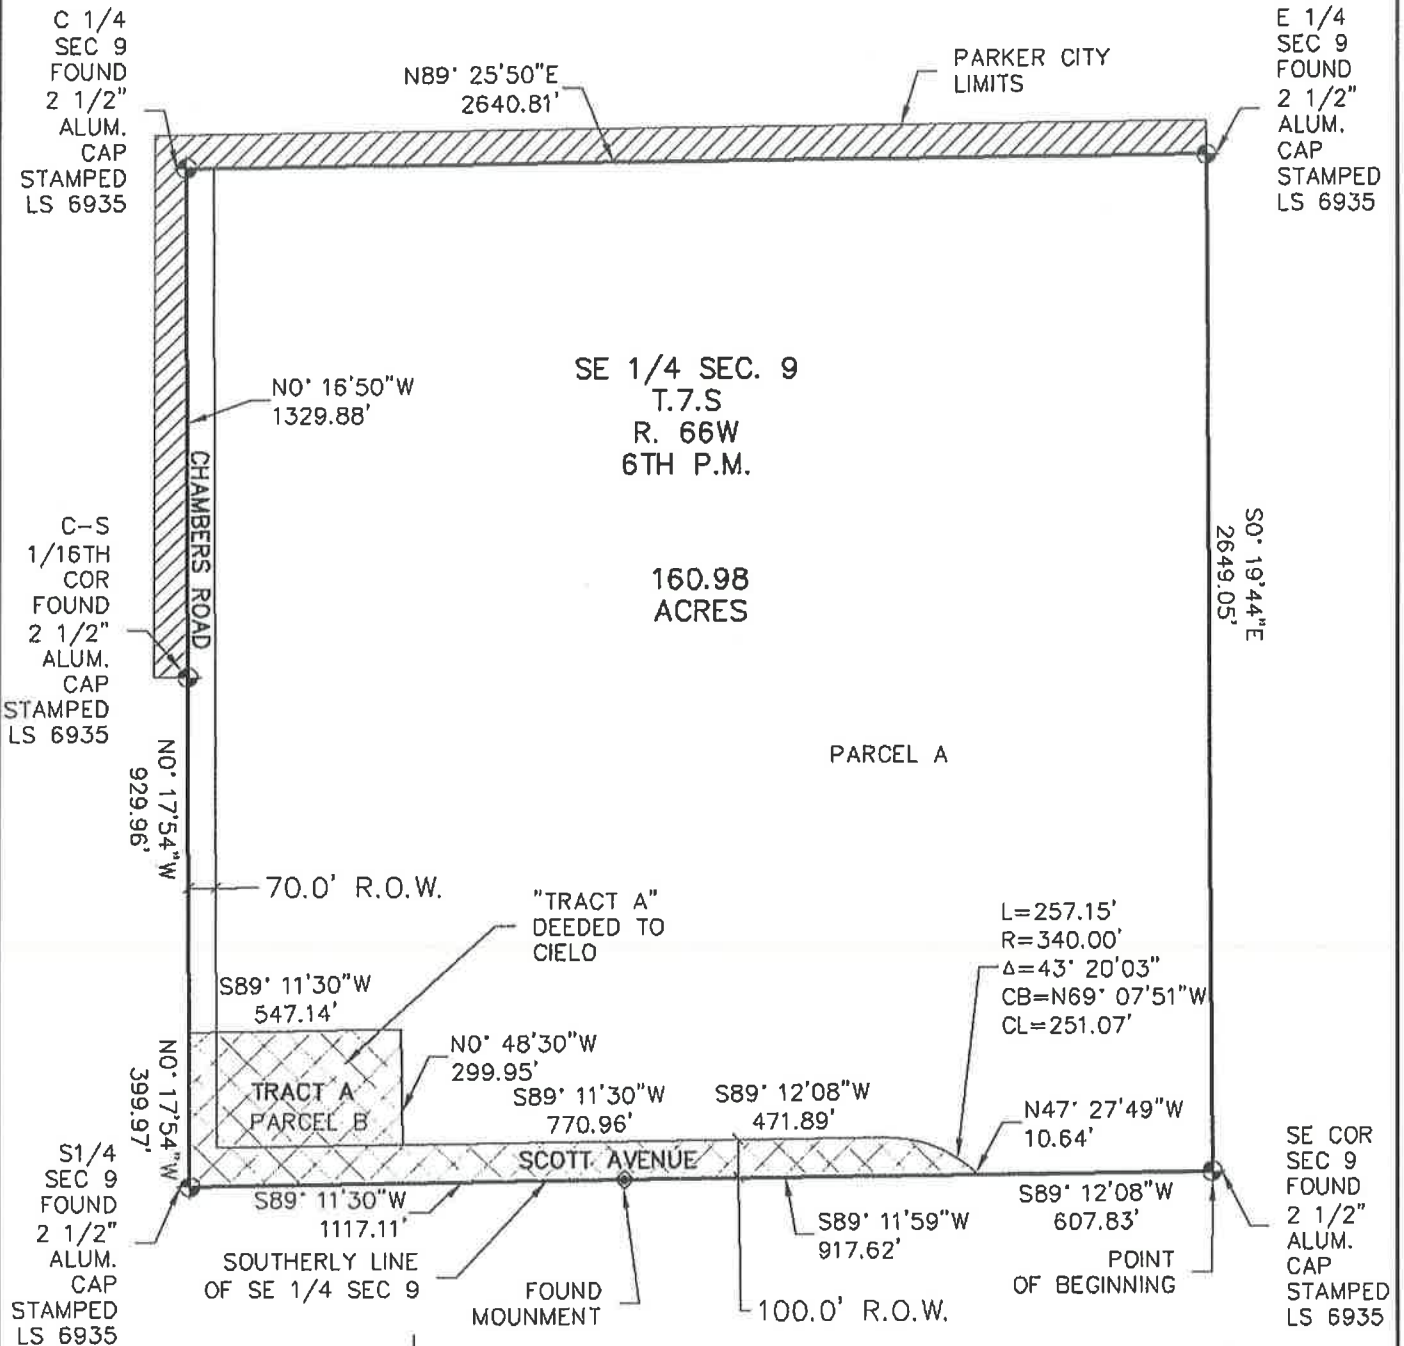 C 1/4
SEC 9
FOUND
2 1/2"
ALUM.
CAP
STAMPED
LS 6935
N89° 25'50"E
2640.81'
PARKER CITY
LIMITS
E 1/4
SEC 9
FOUND
2 1/2"
ALUM.
CAP
STAMPED
LS 6935
SE 1/4 SEC. 9
T.7.S
R. 66W
6TH P.M.
N0° 16'50"W
1329.88'
CHAMBERS ROAD
160.98
ACRES
S0° 19'44"E
2649.05'
C-S
1/16TH
COR
FOUND
2 1/2"
ALUM.
CAP
STAMPED
LS 6935
PARCEL A
N0° 17'54"W
929.96'
70.0' R.O.W.
"TRACT A"
DEEDED TO
CIELO
L=257.15'
R=340.00'
Δ=43° 20'03"
CB=N69° 07'51"W
CL=251.07'
S89° 11'30"W
547.14'
N0° 48'30"W
299.95'
TRACT A
PARCEL B
S89° 11'30"W
770.96'
S89° 12'08"W
471.89'
N47° 27'49"W
10.64'
N0° 17'54"W
399.97'
SCOTT AVENUE
S1/4
SEC 9
FOUND
2 1/2"
ALUM.
CAP
STAMPED
LS 6935
S89° 11'30"W
1117.11'
SOUTHERLY LINE
OF SE 1/4 SEC 9
FOUND
MOUNMENT
S89° 11'59"W
917.62'
100.0' R.O.W.
S89° 12'08"W
607.83'
POINT
OF BEGINNING
SE COR
SEC 9
FOUND
2 1/2"
ALUM.
CAP
STAMPED
LS 6935